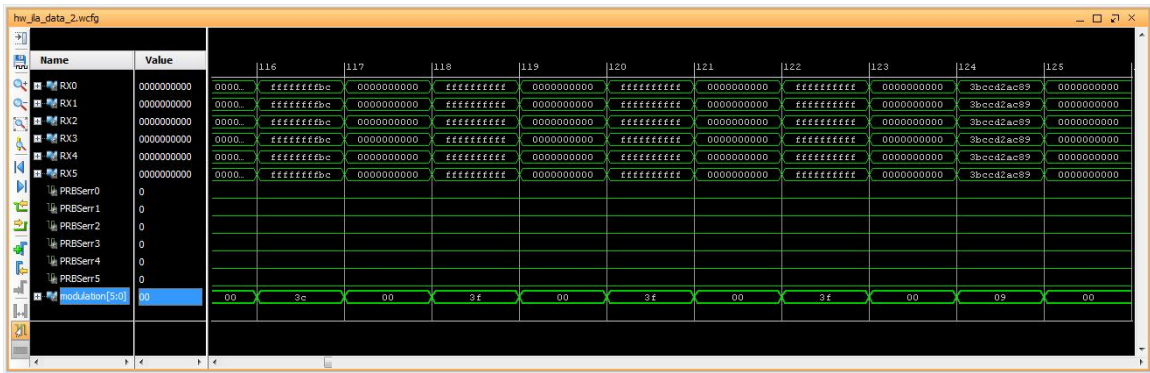 hw_ila_data_2.wcfg
Name Value
116 117 118 119 120 121 122 123 124 125
RX0 0000000000 0000... ffffffffbc 0000000000 ffffffffff 0000000000 ffffffffff 0000000000 ffffffffff 0000000000 3bccd2ac89 0000000000
RX1 0000000000 0000... ffffffffbc 0000000000 ffffffffff 0000000000 ffffffffff 0000000000 ffffffffff 0000000000 3bccd2ac89 0000000000
RX2 0000000000 0000... ffffffffbc 0000000000 ffffffffff 0000000000 ffffffffff 0000000000 ffffffffff 0000000000 3bccd2ac89 0000000000
RX3 0000000000 0000... ffffffffbc 0000000000 ffffffffff 0000000000 ffffffffff 0000000000 ffffffffff 0000000000 3bccd2ac89 0000000000
RX4 0000000000 0000... ffffffffbc 0000000000 ffffffffff 0000000000 ffffffffff 0000000000 ffffffffff 0000000000 3bccd2ac89 0000000000
RX5 0000000000 0000... ffffffffbc 0000000000 ffffffffff 0000000000 ffffffffff 0000000000 ffffffffff 0000000000 3bccd2ac89 0000000000
PRBSerr0 0
PRBSerr1 0
PRBSerr2 0
PRBSerr3 0
PRBSerr4 0
PRBSerr5 0
modulation[5:0] 00 00 3c 00 3f 00 3f 00 3f 00 09 00